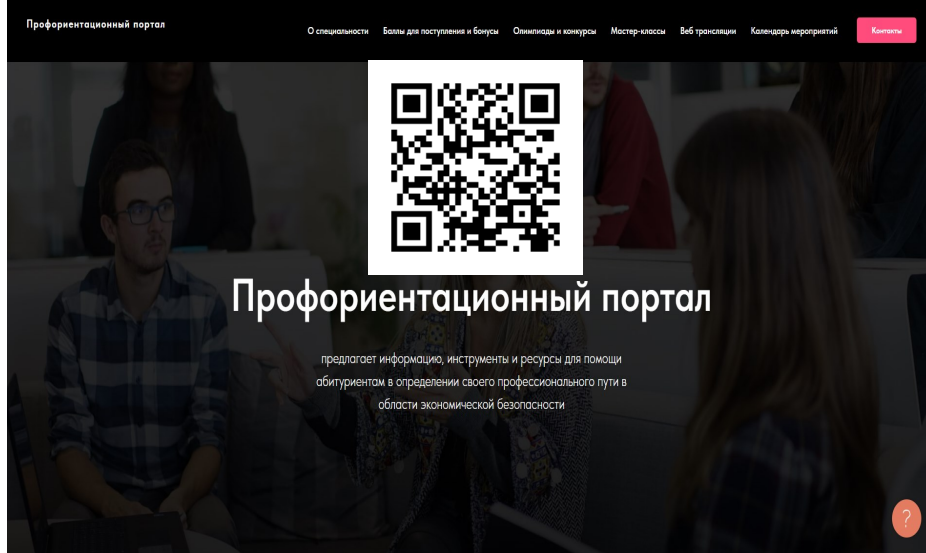 Профориентационный портал
О специальности
Баллы для поступления и бонусы
Олимпиады и конкурсы
Мастер-классы
Веб трансляции
Календарь мероприятий
Контакты
Профориентационный портал
предлагает информацию, инструменты и ресурсы для помощи
абитуриентам в определении своего профессионального пути в
области экономической безопасности
?